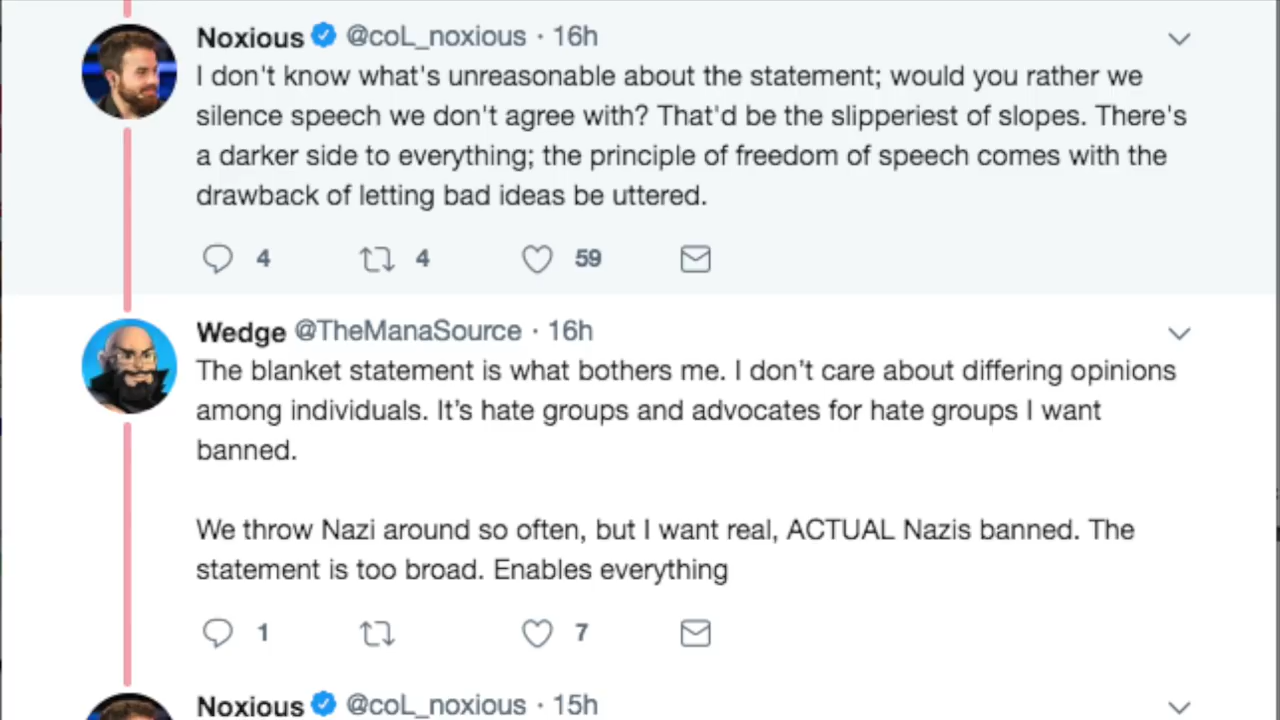 Noxious @coL_noxious · 16h
I don't know what's unreasonable about the statement; would you rather we
silence speech we don't agree with? That'd be the slipperiest of slopes. There's
a darker side to everything; the principle of freedom of speech comes with the
drawback of letting bad ideas be uttered.
4 4 59
Wedge @TheManaSource · 16h
The blanket statement is what bothers me. I don’t care about differing opinions
among individuals. It’s hate groups and advocates for hate groups I want
banned.
We throw Nazi around so often, but I want real, ACTUAL Nazis banned. The
statement is too broad. Enables everything
1 7
Noxious @coL_noxious · 15h